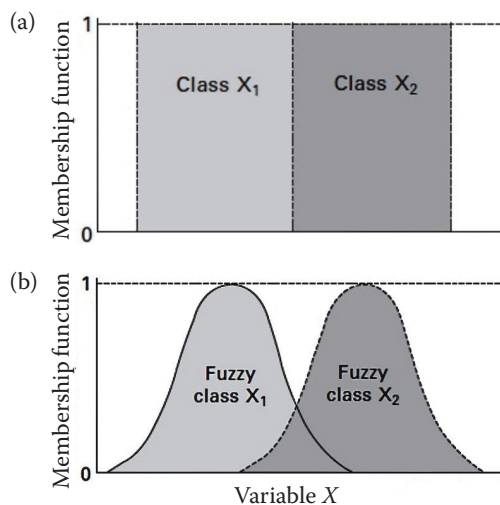 (a)
1
Membership function
Class X₁
Class X₂
0
(b)
1
Membership function
Fuzzy
class X₁
Fuzzy
class X₂
0
Variable X